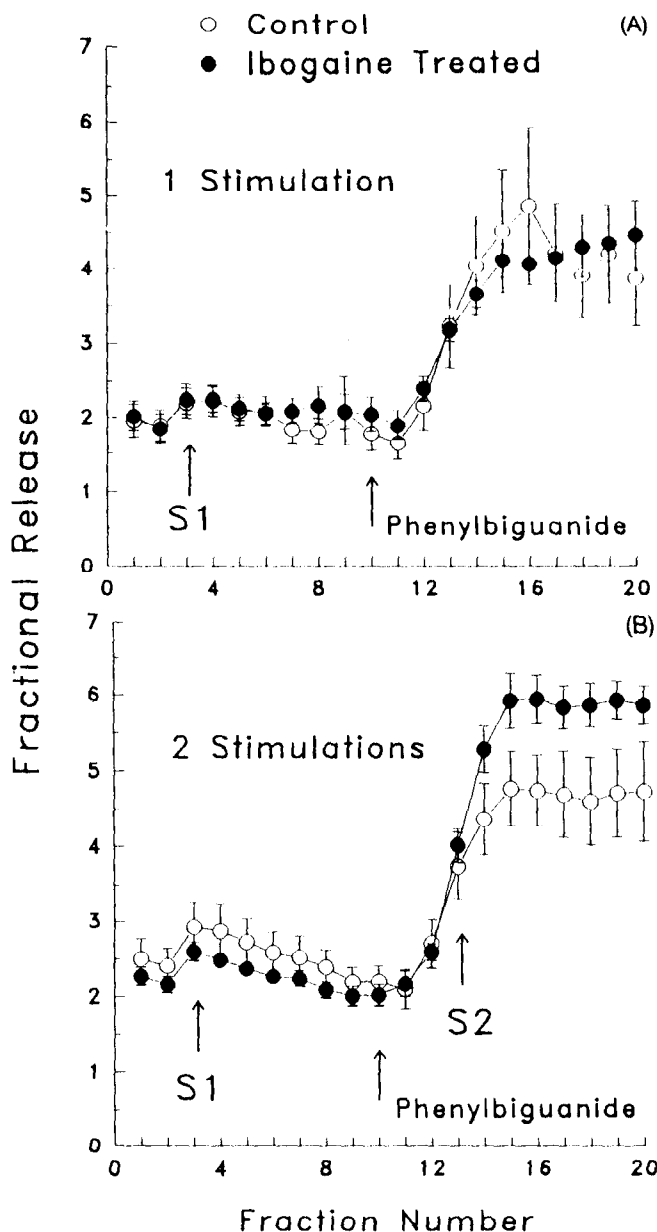 Control (A)
Ibogaine Treated
7
6
5
4
3
2
1
0
1 Stimulation
S1
Phenylbiguanide
0 4 8 12 16 20
Fractional Release
(B)
7
6
5
4
3
2
1
0
2 Stimulations
S1
S2
Phenylbiguanide
0 4 8 12 16 20
Fraction Number